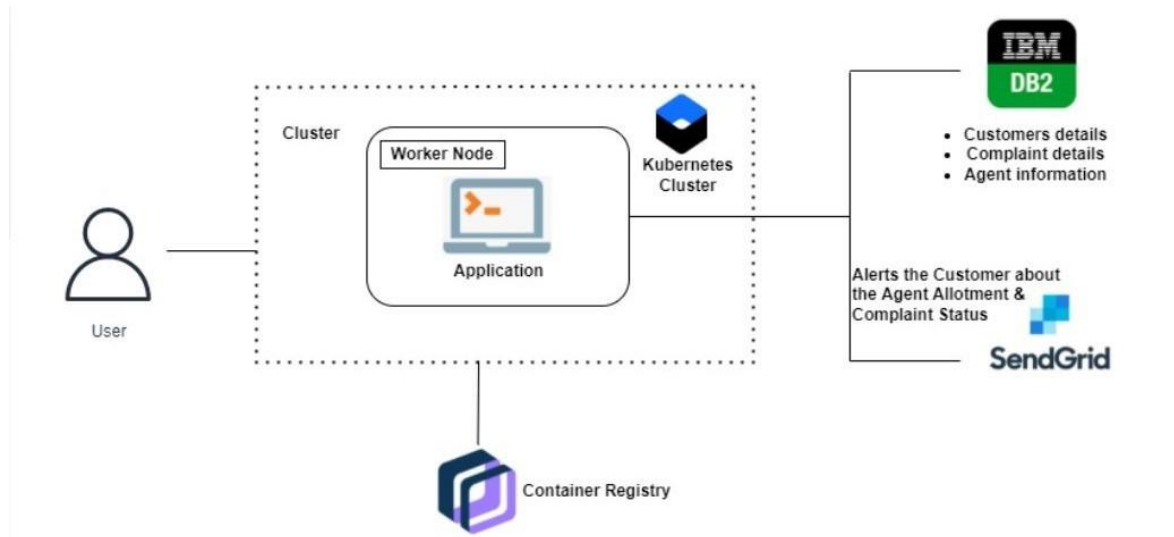 IBM
DB2
Customers details
Complaint details
Agent information
Cluster
Worker Node
Kubernetes
Cluster
Application
User
Alerts the Customer about
the Agent Allotment &
Complaint Status
SendGrid
Container Registry